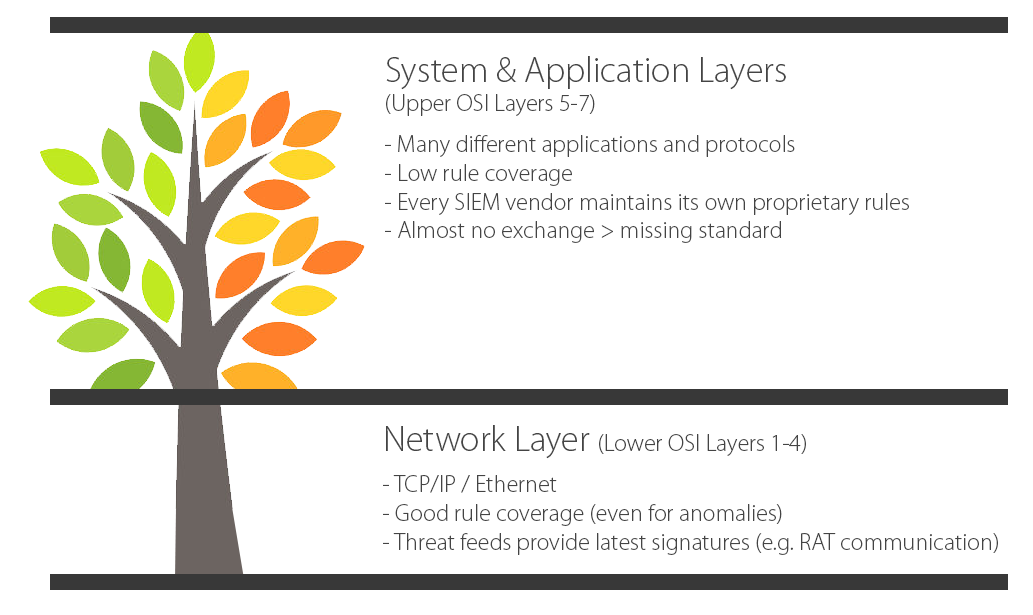 System & Application Layers
(Upper OSI Layers 5-7)
- Many different applications and protocols
- Low rule coverage
- Every SIEM vendor maintains its own proprietary rules
- Almost no exchange > missing standard
Network Layer (Lower OSI Layers 1-4)
- TCP/IP / Ethernet
- Good rule coverage (even for anomalies)
- Threat feeds provide latest signatures (e.g. RAT communication)